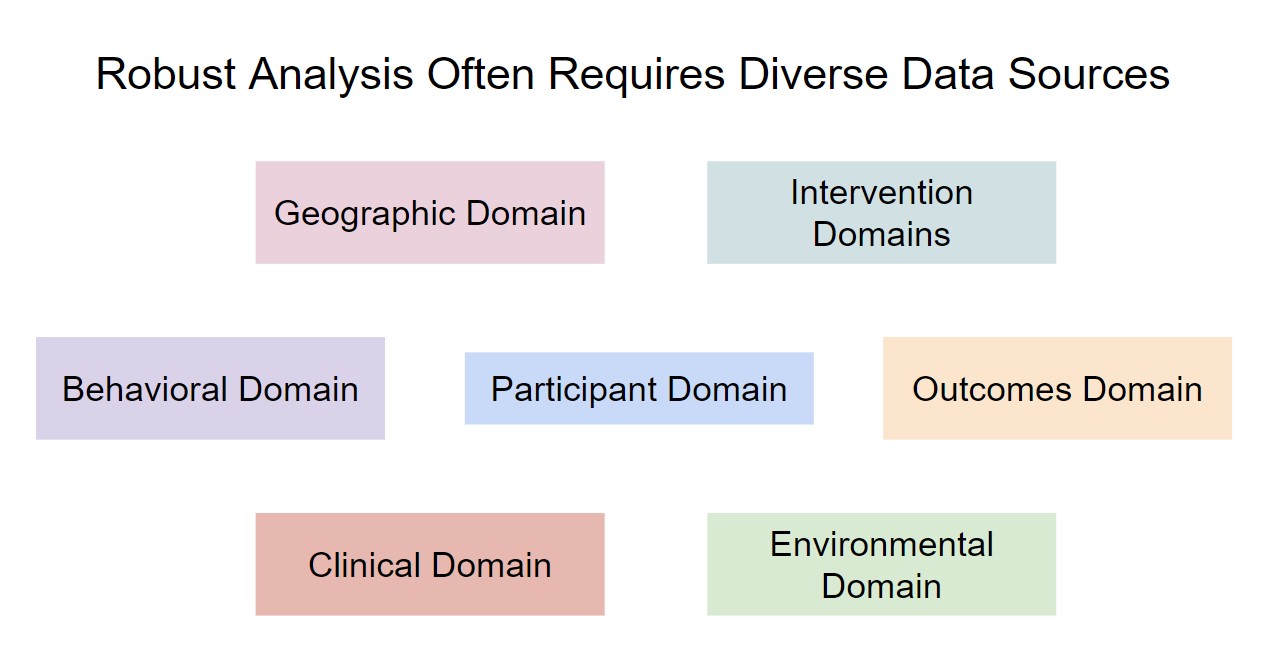 Robust Analysis Often Requires Diverse Data Sources
Geographic Domain
Intervention
Domains
Behavioral Domain
Participant Domain
Outcomes Domain
Clinical Domain
Environmental
Domain